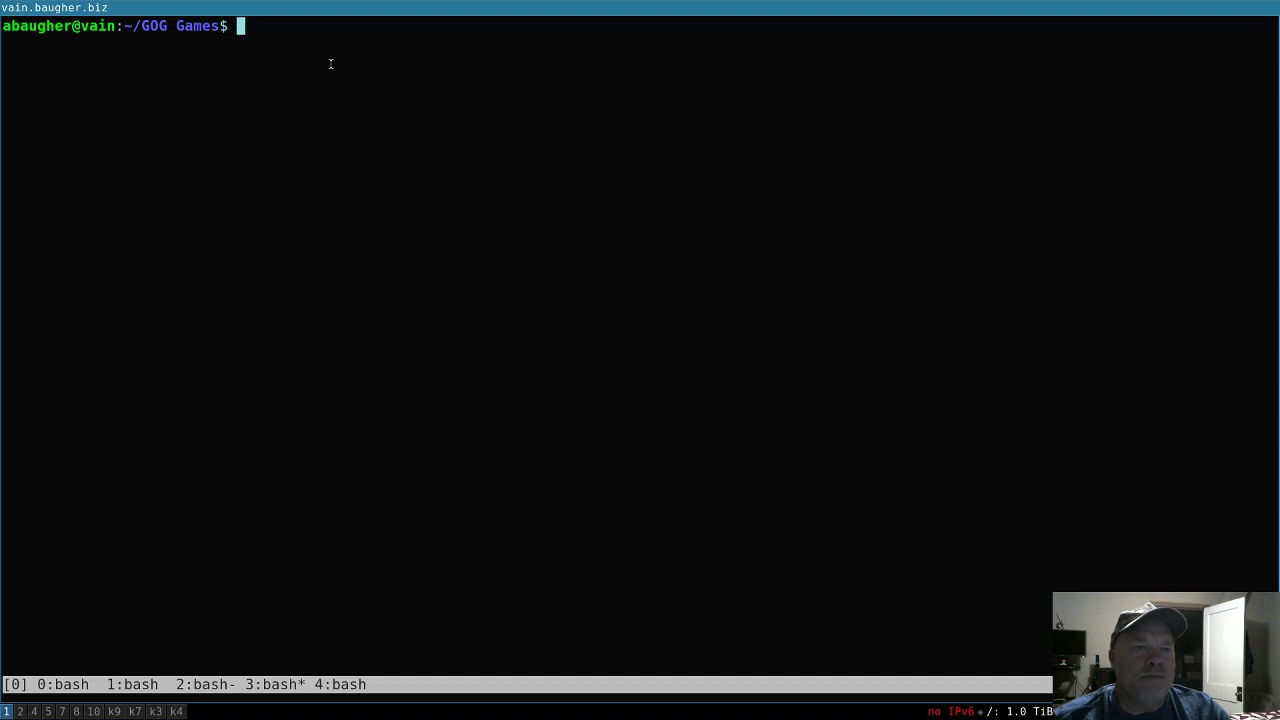 vain.baugher.biz
abaugher@vain:~/GOG Games$
[0] 0:bash  1:bash  2:bash- 3:bash* 4:bash
1 2 4 5 7 8 10 k9 k7 k3 k4
no IPv6 /: 1.0 TiB